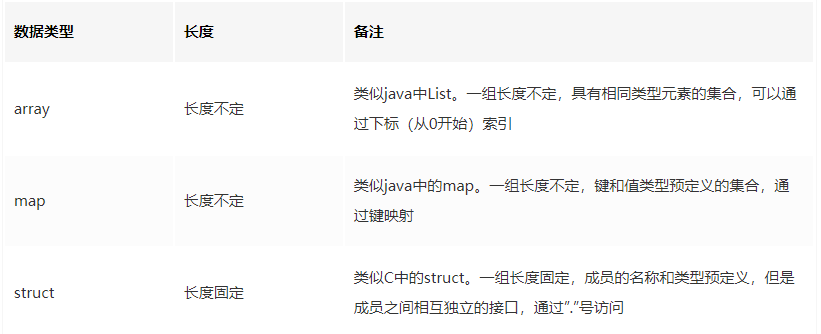 数据类型 长度 备注
array 长度不定 类似java中List。一组长度不定，具有相同类型元素的集合，可以通
过下标（从0开始）索引
map 长度不定 类似java中的map。一组长度不定，键和值类型预定义的集合，通
过键映射
struct 长度固定 类似C中的struct。一组长度固定，成员的名称和类型预定义，但是
成员之间相互独立的接口，通过”.”号访问